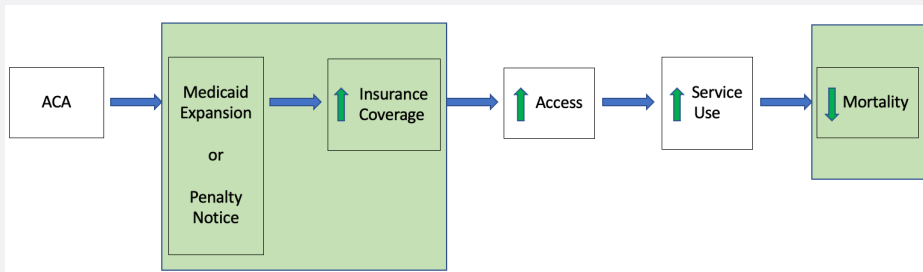 ACA
Medicaid
Expansion
or
Penalty
Notice
Insurance
Coverage
Access
Service
Use
Mortality